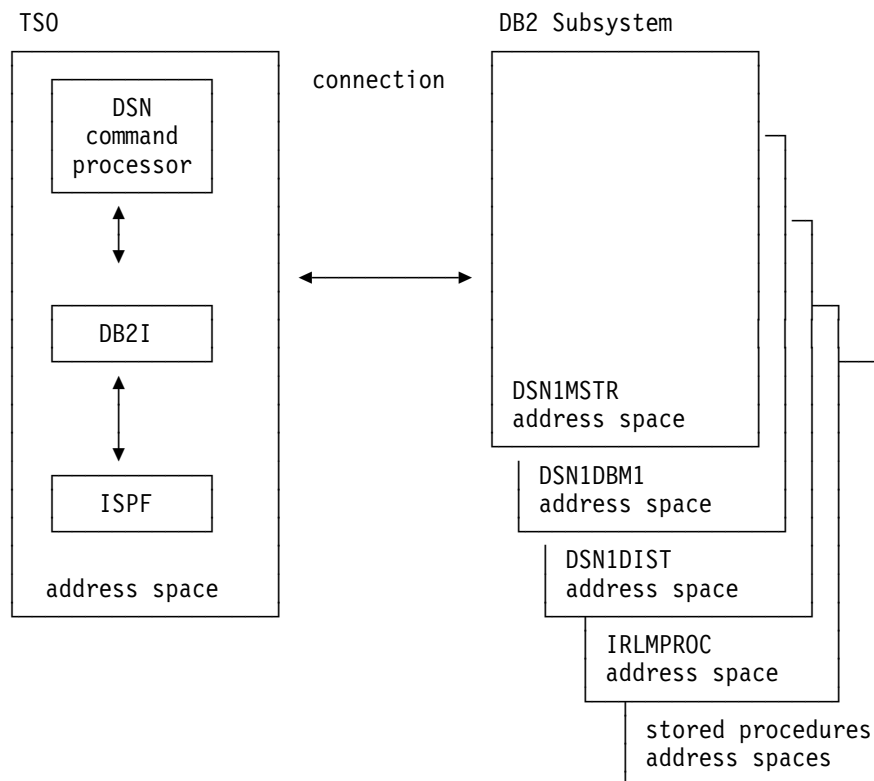 TSO
DSN
command
processor
DB2I
ISPF
address space
connection
DB2 Subsystem
DSN1MSTR
address space
DSN1DBM1
address space
DSN1DIST
address space
IRLMPROC
address space
stored procedures
address spaces